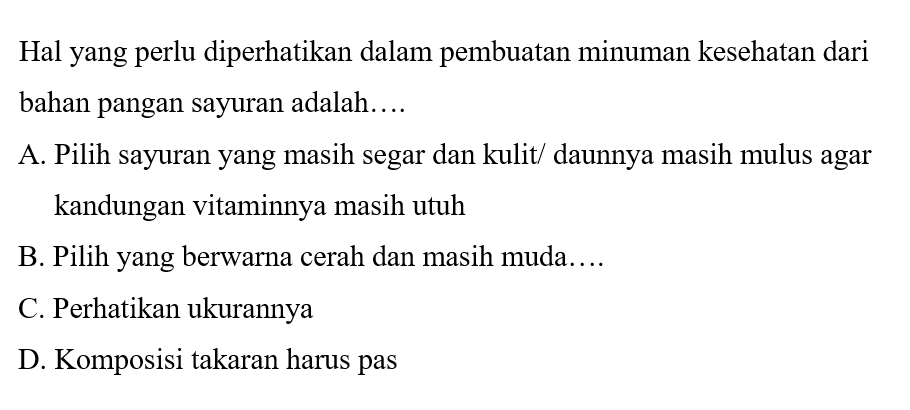 Hal yang perlu diperhatikan dalam pembuatan minuman kesehatan dari
bahan pangan sayuran adalah….
A. Pilih sayuran yang masih segar dan kulit/ daunnya masih mulus agar
kandungan vitaminnya masih utuh
B. Pilih yang berwarna cerah dan masih muda….
C. Perhatikan ukurannya
D. Komposisi takaran harus pas